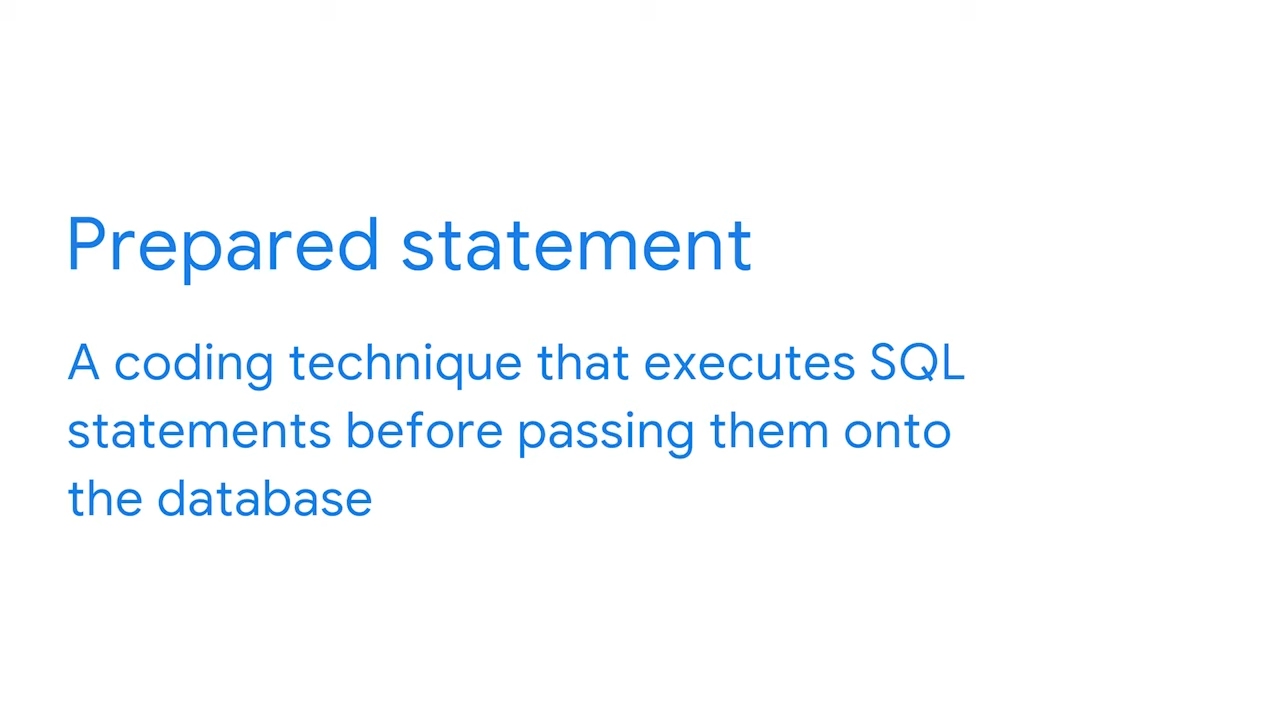 Prepared statement
A coding technique that executes SQL
statements before passing them onto
the database